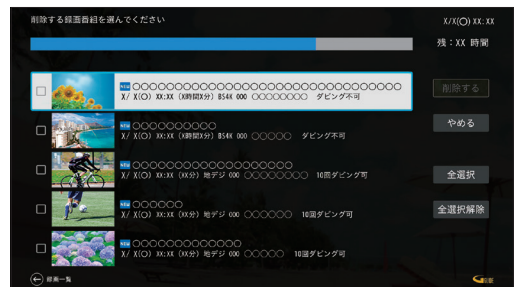 削除する録画番組を選んでください
X/X(○) XX:XX
残：XX 時間
NEW ○○○○○○○○○○○○○○○○○○○○○○○○○○○○○○
X/ X(○) XX:XX (X時間X分) BS4K 000 ○○○○○○○○ ダビング不可
削除する
NEW ○○○○○○○○○○
X/ X(○) XX:XX (X時間X分) BS4K 000 ○○○○○ ダビング不可
やめる
NEW ○○○○○○○○○○○○○○○○○○○
X/ X(○) XX:XX (XX分) 地デジ 000 ○○○○○○○○ 10回ダビング可
全選択
NEW ○○○○○○
X/ X(○) XX:XX (XX分) 地デジ 000 ○○○○○○ 10回ダビング可
全選択解除
NEW ○○○○○○○○○○○○○
X/ X(○) XX:XX (XX分) 地デジ 000 ○○○○○ 10回ダビング可
録画一覧